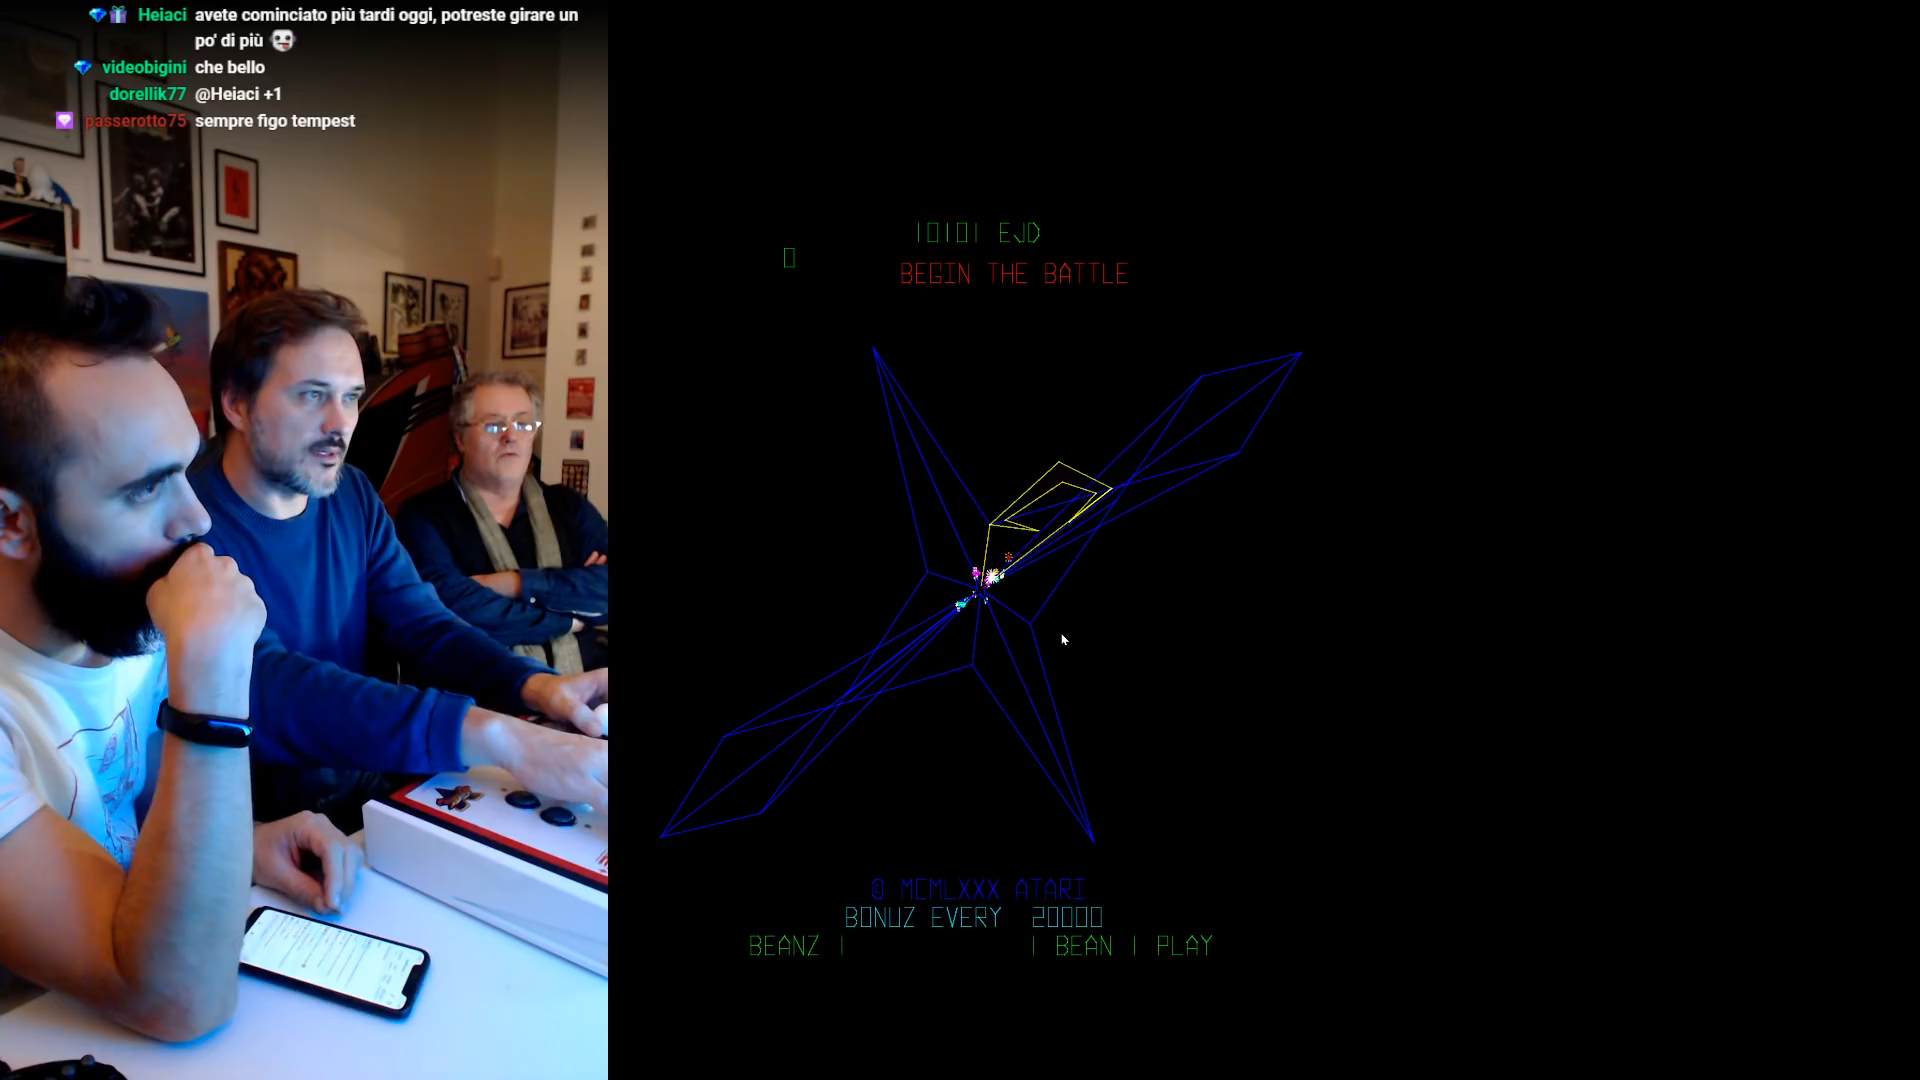 Heiaci avete cominciato più tardi oggi, potreste girare un
po' di più
videobigini che bello
dorellik77 @Heiaci +1
passerotto75 sempre figo tempest
10101 EJD
0
BEGIN THE BATTLE
© MCMLXXX ATARI
BONUZ EVERY 20000
BEANZ 1 1 BEAN 1 PLAY